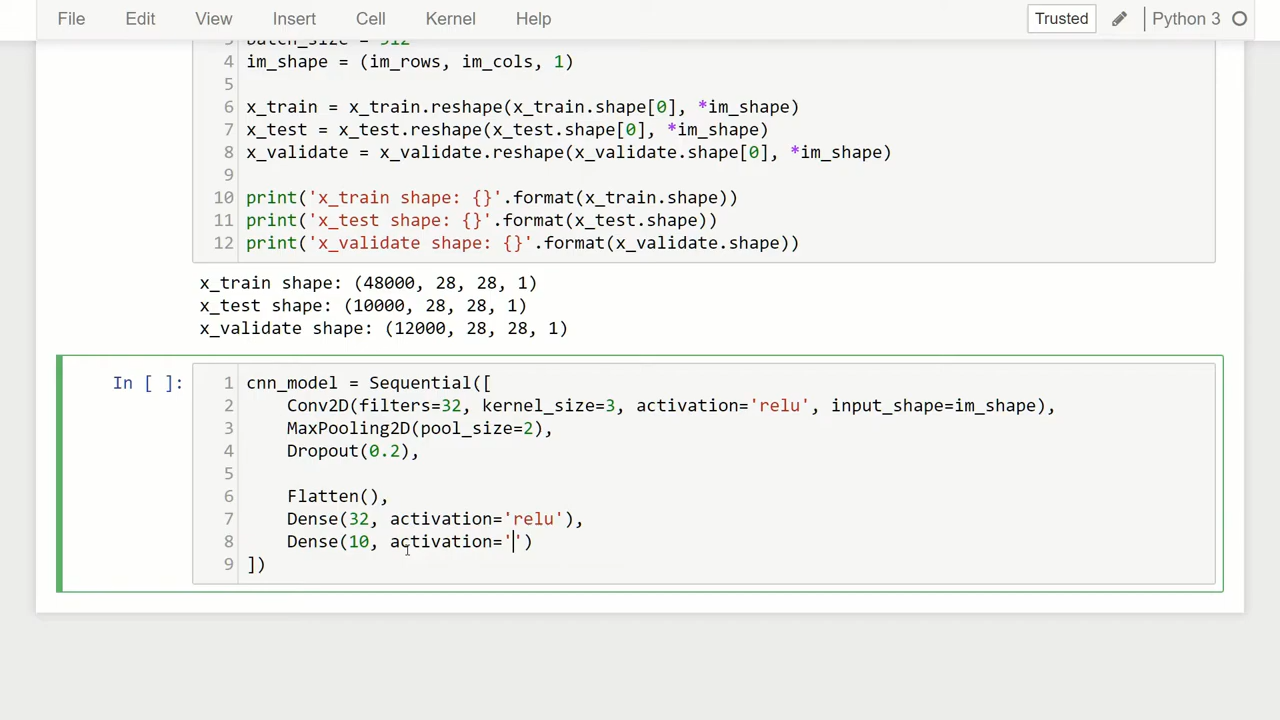 File Edit View Insert Cell Kernel Help Trusted Python 3
4 im_shape = (im_rows, im_cols, 1)
5
6 x_train = x_train.reshape(x_train.shape[0], *im_shape)
7 x_test = x_test.reshape(x_test.shape[0], *im_shape)
8 x_validate = x_validate.reshape(x_validate.shape[0], *im_shape)
9
10 print('x_train shape: {}'.format(x_train.shape))
11 print('x_test shape: {}'.format(x_test.shape))
12 print('x_validate shape: {}'.format(x_validate.shape))
x_train shape: (48000, 28, 28, 1)
x_test shape: (10000, 28, 28, 1)
x_validate shape: (12000, 28, 28, 1)
In [ ]: 1 cnn_model = Sequential([
2 Conv2D(filters=32, kernel_size=3, activation='relu', input_shape=im_shape),
3 MaxPooling2D(pool_size=2),
4 Dropout(0.2),
5
6 Flatten(),
7 Dense(32, activation='relu'),
8 Dense(10, activation='')
9 ])